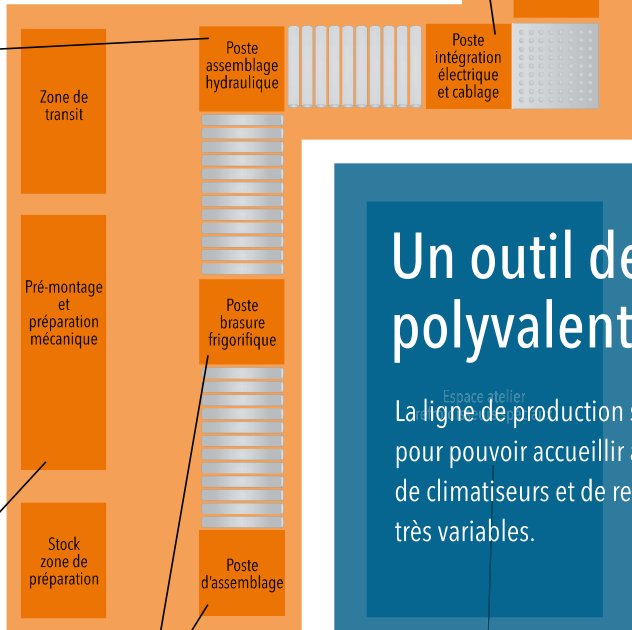 Zone de
transit
Poste
assemblage
hydraulique
Poste
intégration
électrique
et cablage
Pré-montage
et
préparation
mécanique
Poste
brasure
frigorifique
Stock
zone de
préparation
Poste
d'assemblage
Un outil de
polyvalent
Espace atelier
La ligne de production s
pour pouvoir accueillir a
de climatiseurs et de re
très variables.